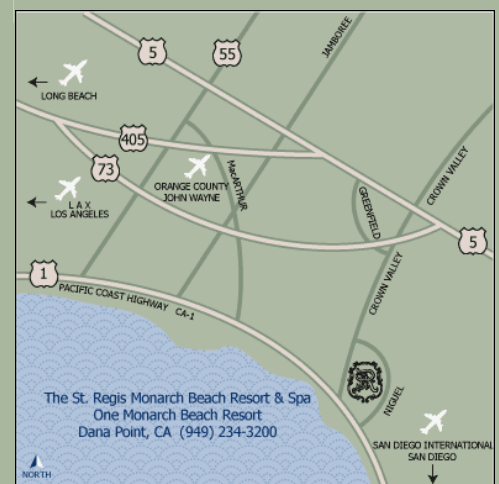 5
55
JAMBOREE
LONG BEACH
405
73
ORANGE COUNTY
JOHN WAYNE
MacARTHUR
L A X
LOS ANGELES
GREENFIELD
CROWN VALLEY
5
1
PACIFIC COAST HIGHWAY CA-1
CROWN VALLEY
The St. Regis Monarch Beach Resort & Spa
One Monarch Beach Resort
Dana Point, CA (949) 234-3200
NIGUEL
SAN DIEGO INTERNATIONAL
SAN DIEGO
NORTH